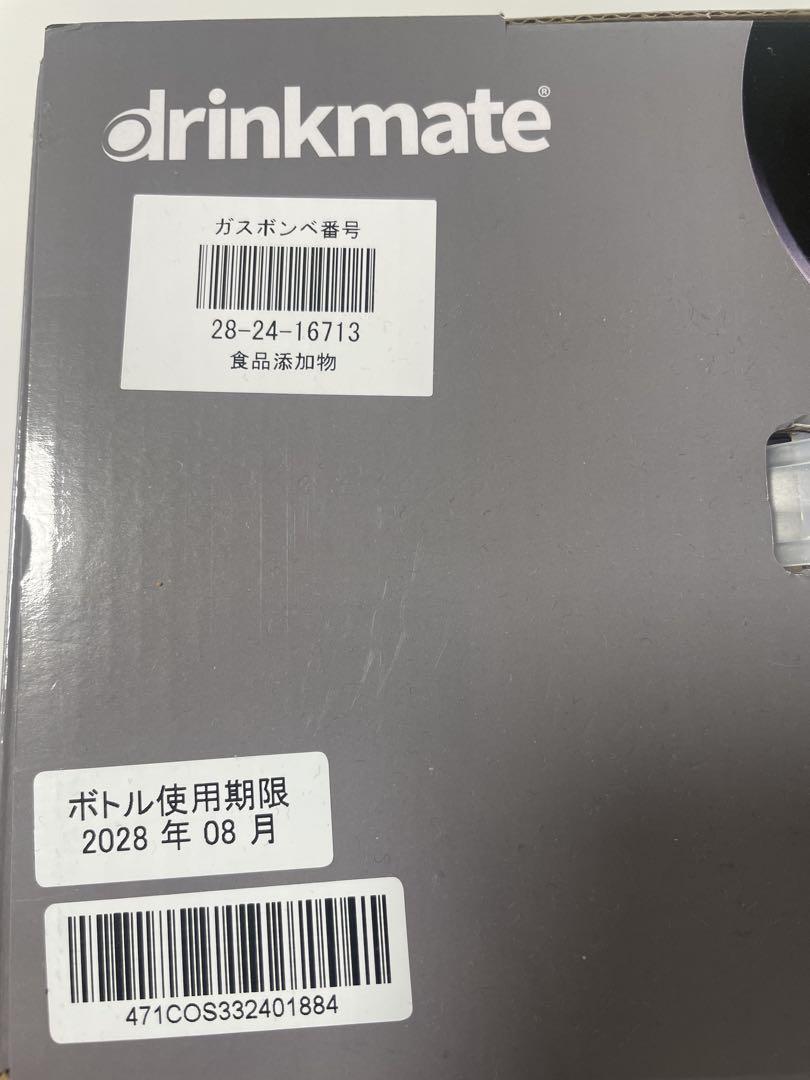 drinkmate®
ガスボンベ番号
28-24-16713
食品添加物
ボトル使用期限
2028 年 08 月
471COS332401884